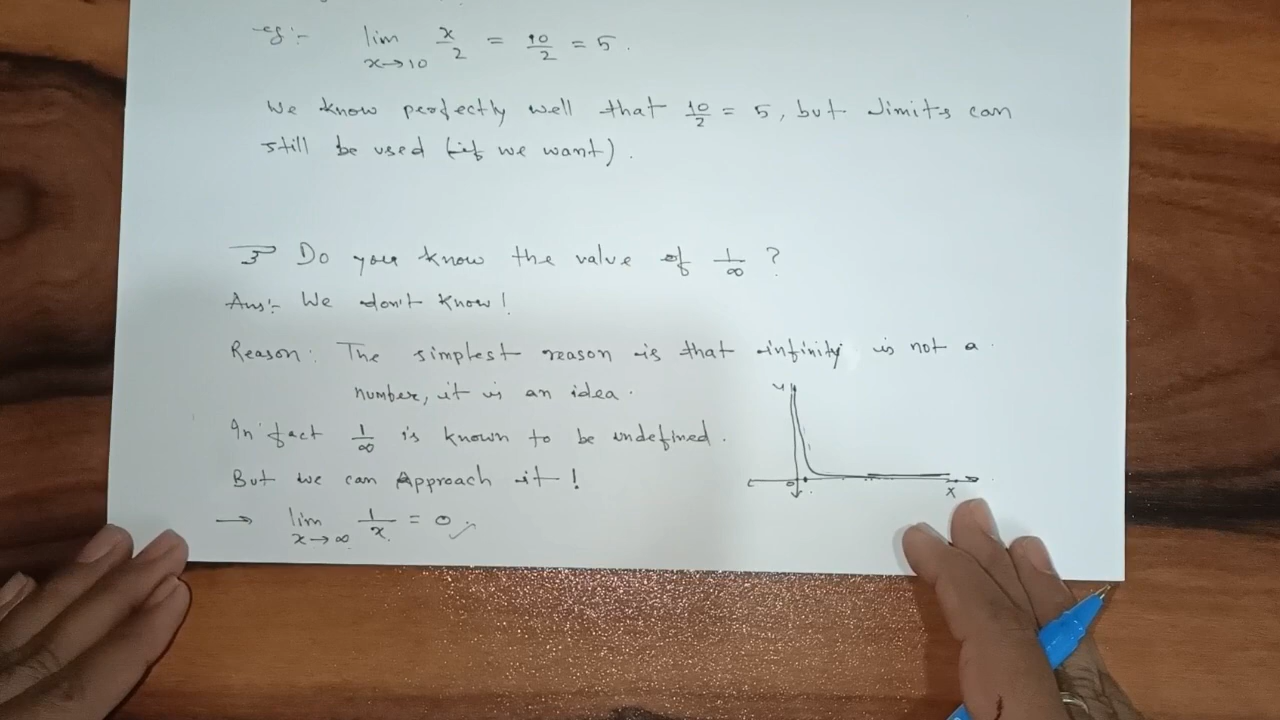 eg :- lim x→10 x/2 = 10/2 = 5.
We know perfectly well that 10/2 = 5, but limits can
still be used (if we want).
3 Do you know the value of 1/∞ ?
Ans:- We don't know!
Reason: The simplest reason is that infinity is not a
number, it is an idea.
In fact 1/∞ is known to be undefined.
But we can Approach it!
→ lim x→∞ 1/x = 0 ✓
y
0
x